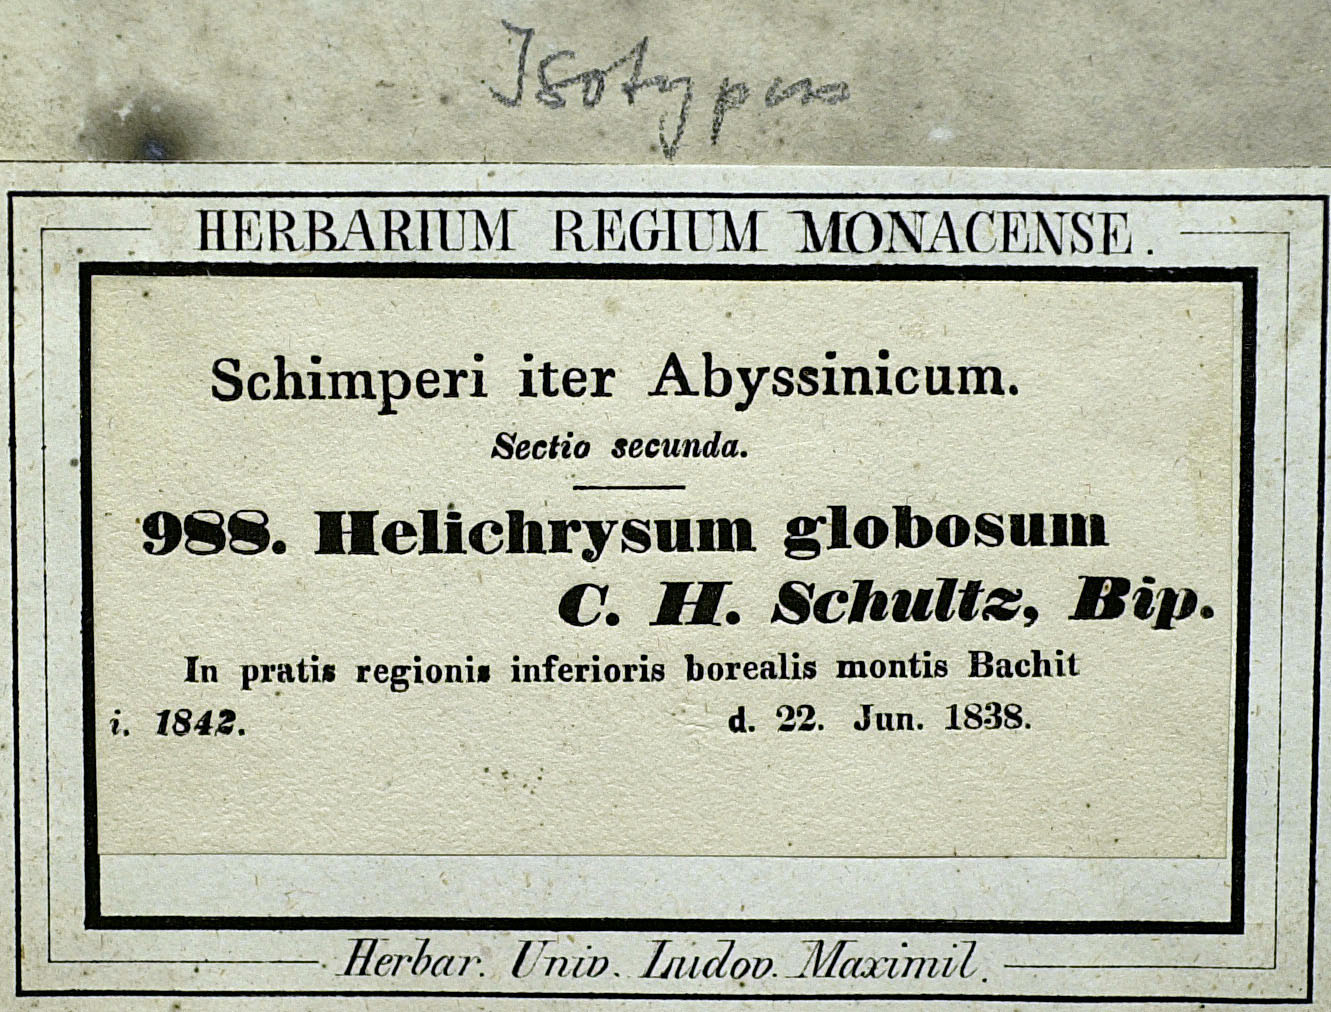 Isotypus
HERBARIUM REGIUM MONACENSE.
Schimperi iter Abyssinicum.
Sectio secunda.
988. Helichrysum globosum
C. H. Schultz, Bip.
In pratis regionis inferioris borealis montis Bachit
i. 1842. d. 22. Jun. 1838.
Herbar. Univ. Ludov. Maximil.